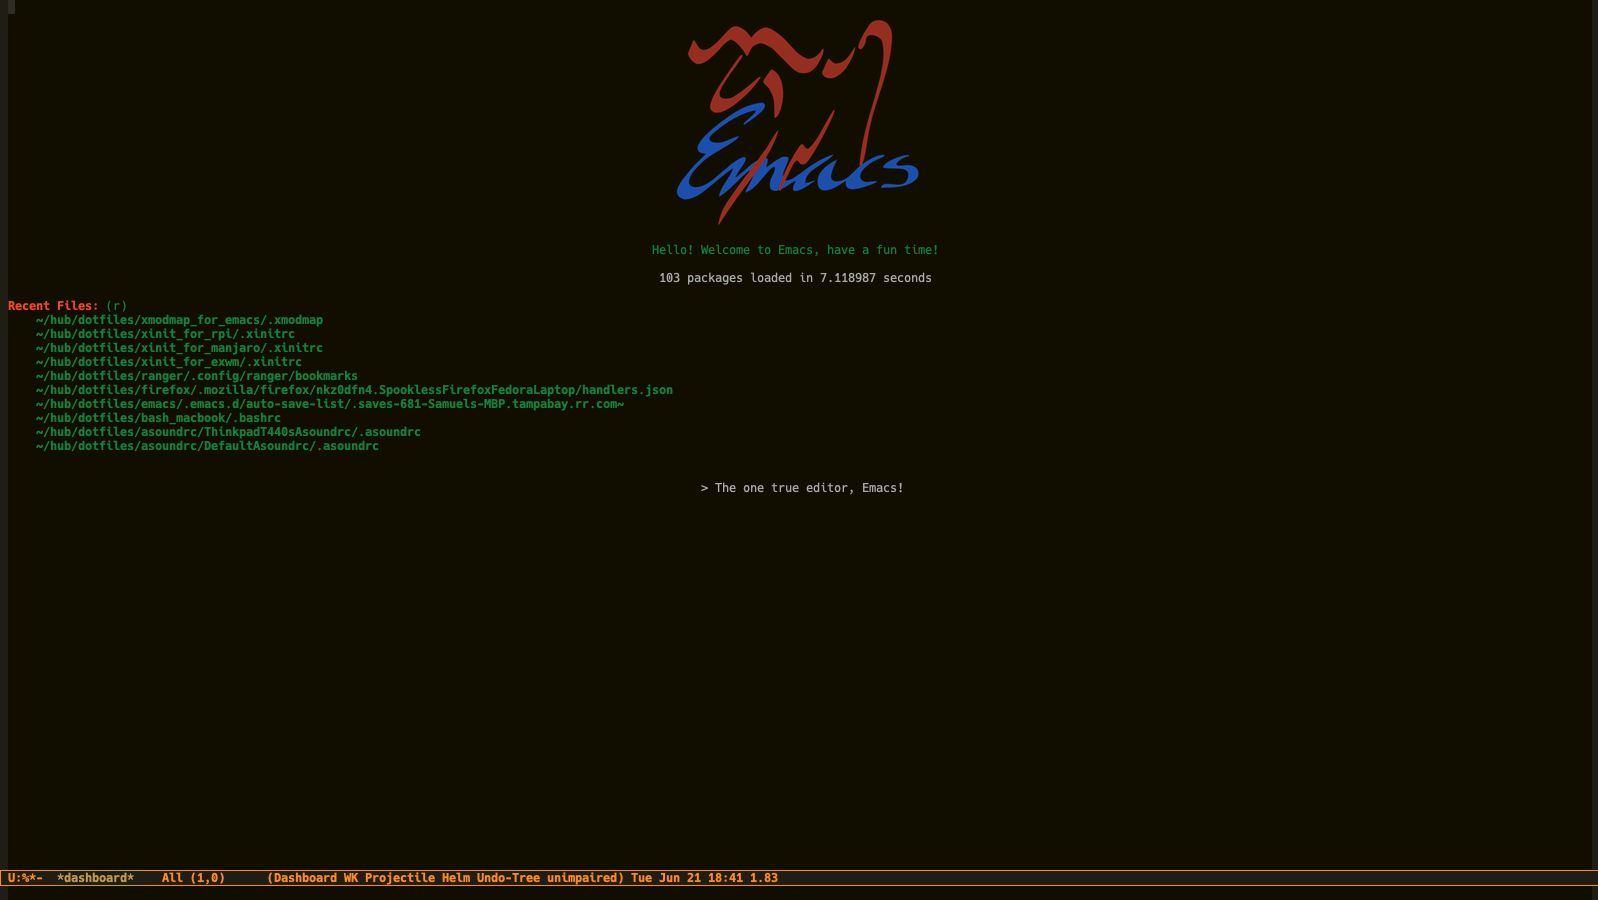 Emacs
Hello! Welcome to Emacs, have a fun time!
103 packages loaded in 7.118987 seconds
Recent Files: (r)
~/hub/dotfiles/xmodmap_for_emacs/.xmodmap
~/hub/dotfiles/xinit_for_rpi/.xinitrc
~/hub/dotfiles/xinit_for_manjaro/.xinitrc
~/hub/dotfiles/xinit_for_exwm/.xinitrc
~/hub/dotfiles/ranger/.config/ranger/bookmarks
~/hub/dotfiles/firefox/.mozilla/firefox/nkz0dfn4.SpooklessFirefoxFedoraLaptop/handlers.json
~/hub/dotfiles/emacs/.emacs.d/auto-save-list/.saves-681-Samuels-MBP.tampabay.rr.com~
~/hub/dotfiles/bash_macbook/.bashrc
~/hub/dotfiles/asoundrc/ThinkpadT440sAsoundrc/.asoundrc
~/hub/dotfiles/asoundrc/DefaultAsoundrc/.asoundrc
> The one true editor, Emacs!
U:%*-  *dashboard*    All (1,0)      (Dashboard WK Projectile Helm Undo-Tree unimpaired) Tue Jun 21 18:41 1.83